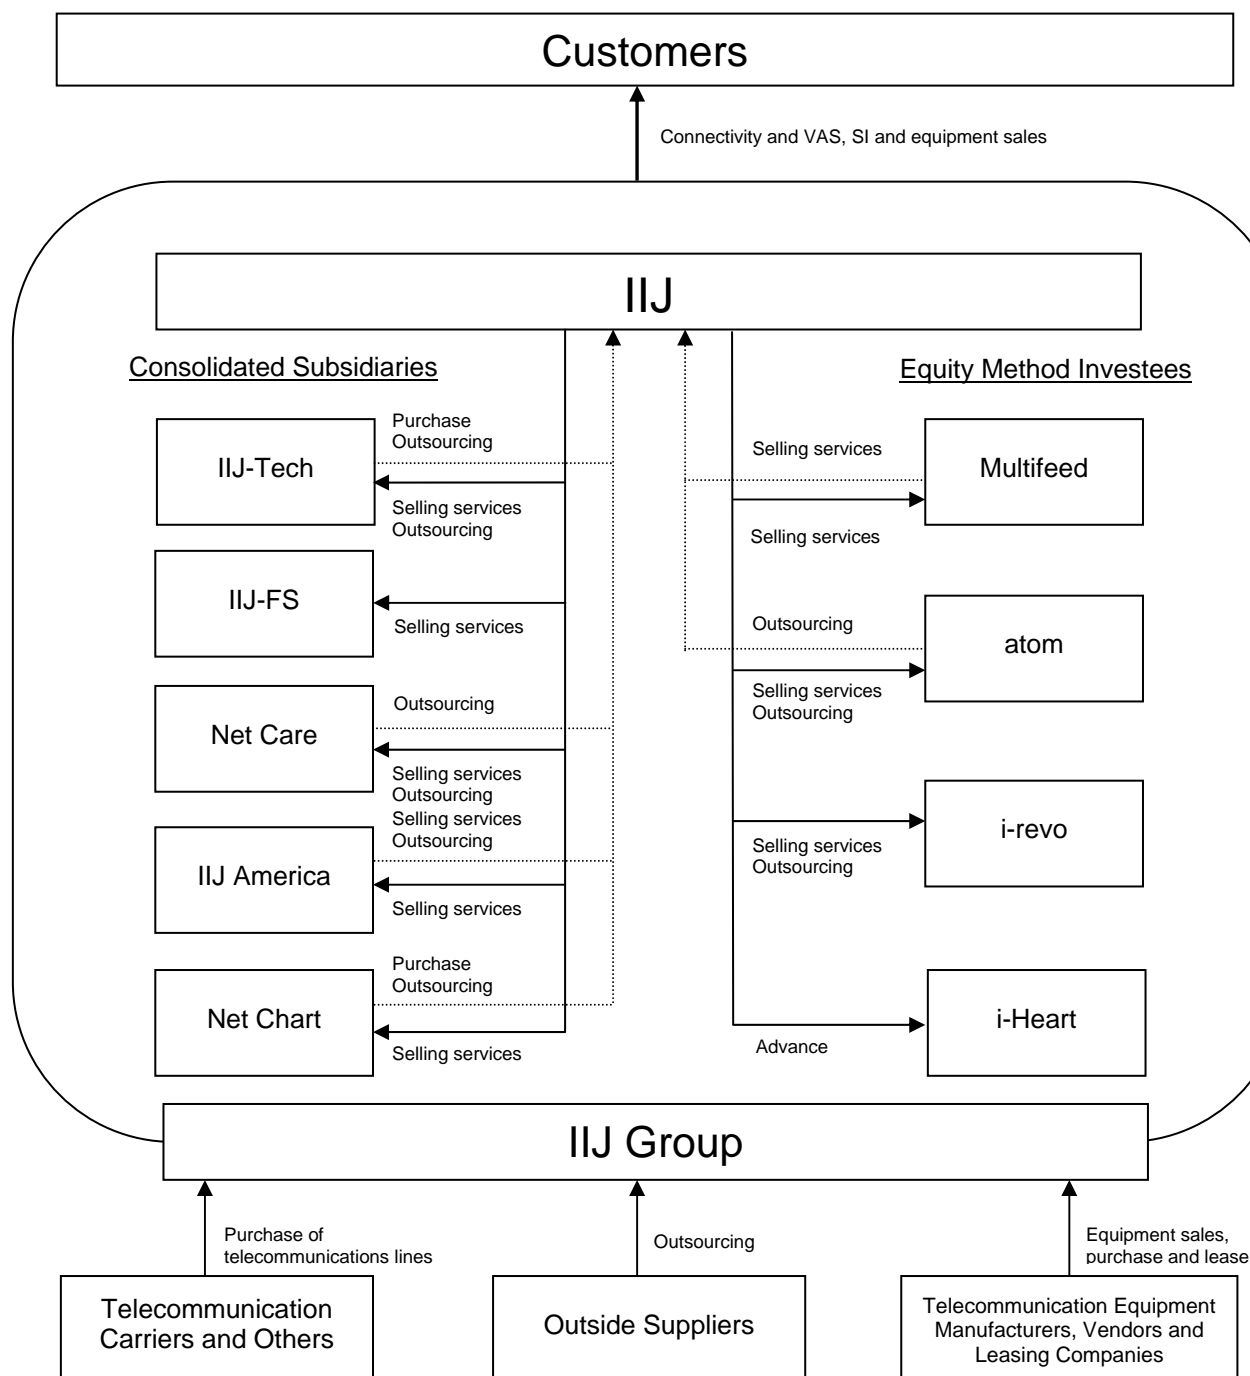 Customers
Connectivity and VAS, SI and equipment sales
IIJ
Consolidated Subsidiaries
Equity Method Investees
IIJ-Tech
Purchase
Outsourcing
Selling services
Outsourcing
IIJ-FS
Selling services
Net Care
Outsourcing
Selling services
Outsourcing
IIJ America
Selling services
Outsourcing
Selling services
Net Chart
Purchase
Outsourcing
Selling services
Selling services
Multifeed
Selling services
Outsourcing
atom
Selling services
Outsourcing
i-revo
Selling services
Outsourcing
i-Heart
Advance
IIJ Group
Purchase of
telecommunications lines
Outsourcing
Equipment sales,
purchase and lease
Telecommunication
Carriers and Others
Outside Suppliers
Telecommunication Equipment
Manufacturers, Vendors and
Leasing Companies